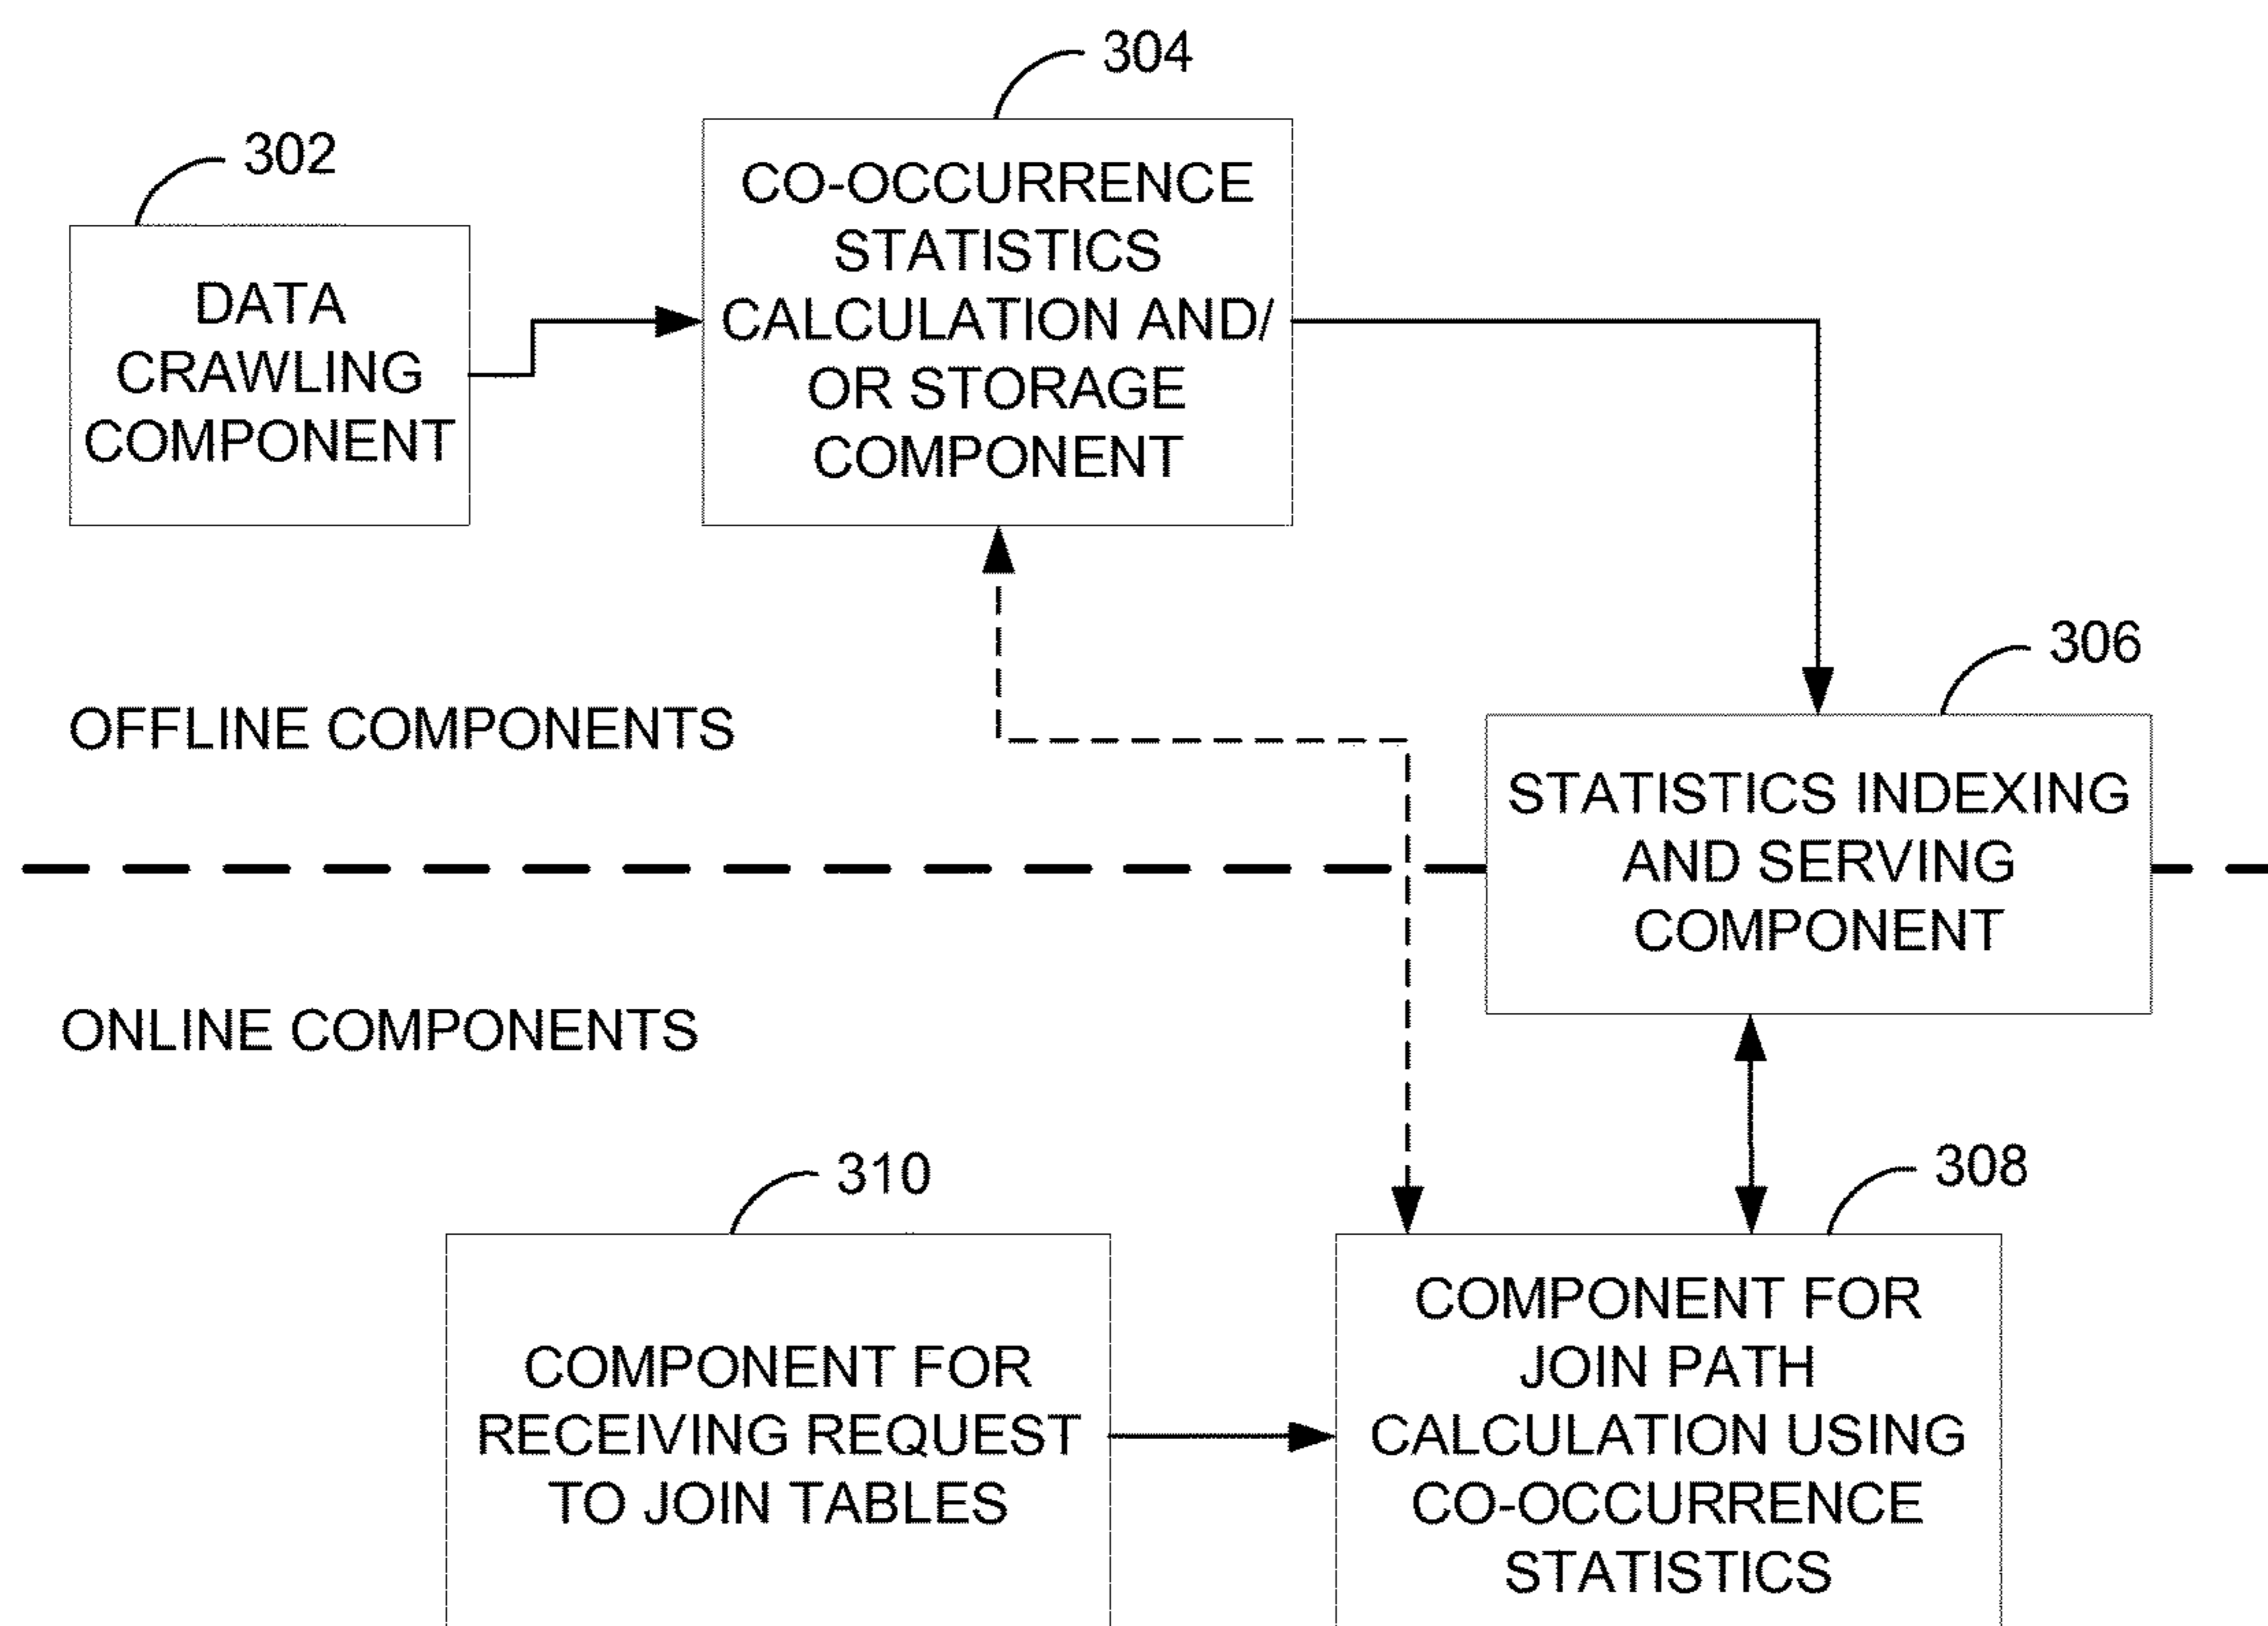 304
302
CO-OCCURRENCE
STATISTICS
CALCULATION AND/
OR STORAGE
COMPONENT
DATA
CRAWLING
COMPONENT
306
OFFLINE COMPONENTS
STATISTICS INDEXING
AND SERVING
COMPONENT
ONLINE COMPONENTS
310
308
COMPONENT FOR
RECEIVING REQUEST
TO JOIN TABLES
COMPONENT FOR
JOIN PATH
CALCULATION USING
CO-OCCURRENCE
STATISTICS